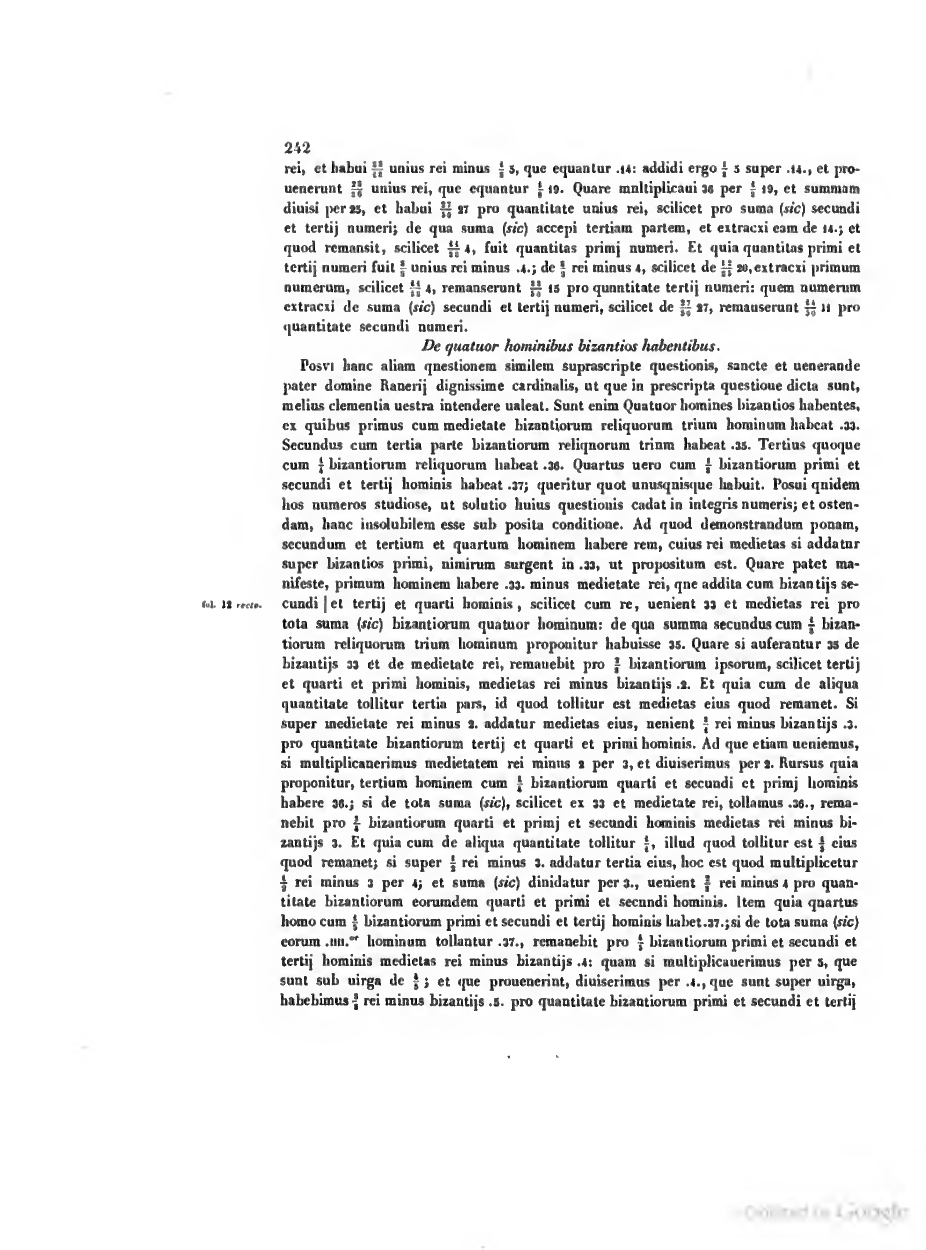 242
rei, et habui 25/36 unius rei minus 1/8 5, que equantur .14: addidi ergo 1/8 5 super .14., et pro-
uenerunt 25/36 unius rei, que equantur 1/8 19. Quare multiplicaui 36 per 1/8 19, et summam
diuisi per 25, et habui 27/50 27 pro quantitate unius rei, scilicet pro suma (sic) secundi
et tertij numeri; de qua suma (sic) accepi tertiam partem, et extracxi eam de 14.; et
quod remansit, scilicet 41/50 4, fuit quantitas primj numeri. Et quia quantitas primi et
tertij numeri fuit 8/9 unius rei minus .4.; de 8/9 rei minus 4, scilicet de 12/25 20, extracxi primum
numerum, scilicet 41/50 4, remanserunt 33/50 15 pro quantitate tertij numeri: quem numerum
extracxi de suma (sic) secundi et tertij numeri, scilicet de 27/50 27, remanserunt 44/50 11 pro
quantitate secundi numeri.
De quatuor hominibus bizantios habentibus.
Posvi hanc aliam questionem similem suprascripte questionis, sancte et uenerande
pater domine Ranerij dignissime cardinalis, ut que in prescripta questione dicta sunt,
melius clementia uestra intendere ualeat. Sunt enim Quatuor homines bizantios habentes,
ex quibus primus cum medietate bizantiorum reliquorum trium hominum habeat .33.
Secundus cum tertia parte bizantiorum reliquorum trium habeat .35. Tertius quoque
cum 1/4 bizantiorum reliquorum habeat .36. Quartus uero cum 1/5 bizantiorum primi et
secundi et tertij hominis habeat .37; queritur quot unusquisque habuit. Posui quidem
hos numeros studiose, ut solutio huius questionis cadat in integris numeris; et osten-
dam, hanc insolubilem esse sub posita conditione. Ad quod demonstrandum ponam,
secundum et tertium et quartum hominem habere rem, cuius rei medietas si addatur
super bizantios primi, nimirum surgent in .33, ut propositum est. Quare patet ma-
nifeste, primum hominem habere .33. minus medietate rei, que addita cum bizantijs se-
fol. 12 recto. cundi | et tertij et quarti hominis, scilicet cum re, uenient 33 et medietas rei pro
tota suma (sic) bizantiorum quatuor hominum: de qua summa secundus cum 1/3 bizan-
tiorum reliquorum trium hominum proponitur habuisse 35. Quare si auferantur 35 de
bizantijs 33 et de medietate rei, remanebit pro 2/3 bizantiorum ipsorum, scilicet tertij
et quarti et primi hominis, medietas rei minus bizantijs .2. Et quia cum de aliqua
quantitate tollitur tertia pars, id quod tollitur est medietas eius quod remanet. Si
super medietate rei minus 2. addatur medietas eius, uenient 3/4 rei minus bizantijs .3.
pro quantitate bizantiorum tertij et quarti et primi hominis. Ad que etiam ueniemus,
si multiplicauerimus medietatem rei minus 2 per 3, et diuiserimus per 2. Rursus quia
proponitur, tertium hominem cum 1/4 bizantiorum quarti et secundi et primj hominis
habere 36.; si de tota suma (sic), scilicet ex 33 et medietate rei, tollamus .36., rema-
nebit pro 3/4 bizantiorum quarti et primj et secundi hominis medietas rei minus bi-
zantijs 3. Et quia cum de aliqua quantitate tollitur 1/4, illud quod tollitur est 1/3 eius
quod remanet; si super 1/2 rei minus 3. addatur tertia eius, hoc est quod multiplicetur
1/2 rei minus 3 per 4; et suma (sic) diuidatur per 3., uenient 2/3 rei minus 4 pro quan-
titate bizantiorum eorumdem quarti et primi et secundi hominis. Item quia quartus
homo cum 1/5 bizantiorum primi et secundi et tertij hominis habet .37.; si de tota suma (sic)
eorum .IIII.or hominum tollantur .37., remanebit pro 4/5 bizantiorum primi et secundi et
tertij hominis medietas rei minus bizantijs .4: quam si multiplicauerimus per 5, que
sunt sub uirga de 4/5; et que prouenerint, diuiserimus per .4., que sunt super uirga,
habebimus 5/8 rei minus bizantijs .5. pro quantitate bizantiorum primi et secundi et tertij
Digitized by Google